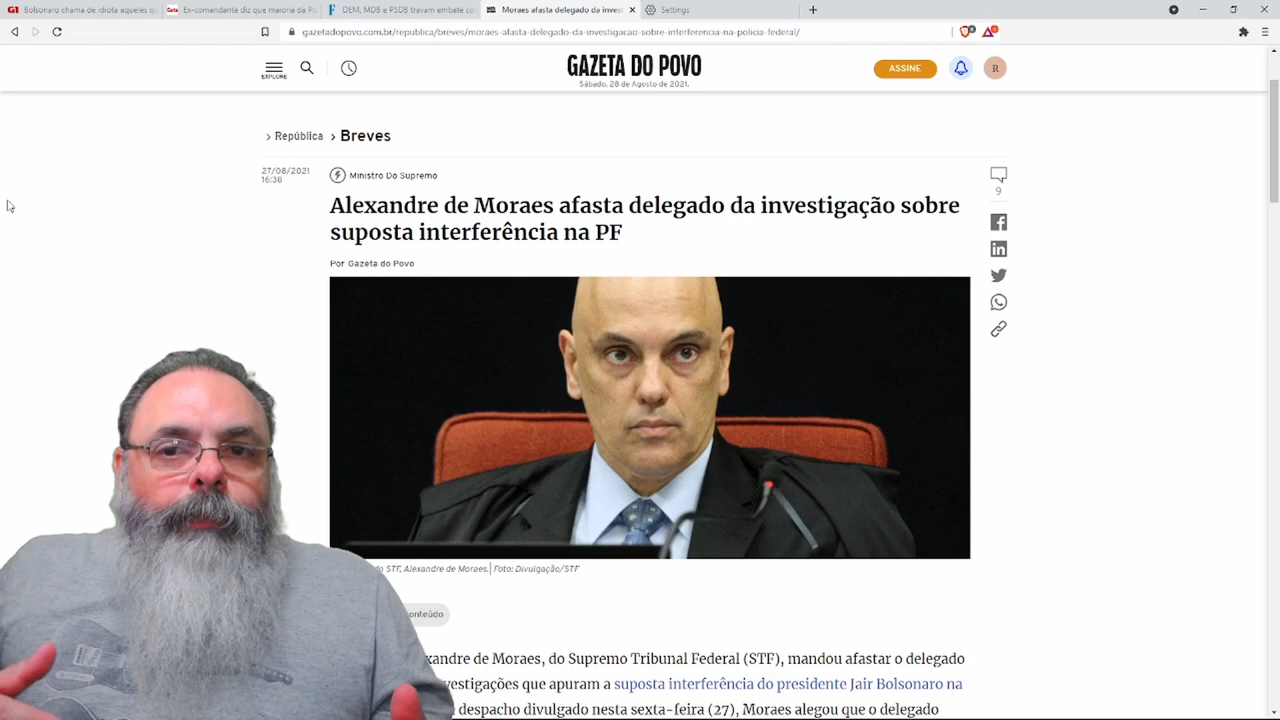 Bolsonaro chama de idiota aqueles q
Ex-comandante diz que maioria da Po
DEM, MDB e PSDB travam embate co
Moraes afasta delegado da invest
Settings
gazetadopovo.com.br/republica/breves/moraes-afasta-delegado-da-investigacao-sobre-interferencia-na-policia-federal/
EXPLORE
GAZETA DO POVO
Sábado, 28 de Agosto de 2021.
ASSINE
R
> República > Breves
27/08/2021
16:38
Ministro Do Supremo
9
Alexandre de Moraes afasta delegado da investigação sobre
suposta interferência na PF
Por Gazeta do Povo
do STF, Alexandre de Moraes.| Foto: Divulgação/STF
onteúdo
xandre de Moraes, do Supremo Tribunal Federal (STF), mandou afastar o delegado
vestigações que apuram a suposta interferência do presidente Jair Bolsonaro na
despacho divulgado nesta sexta-feira (27), Moraes alegou que o delegado